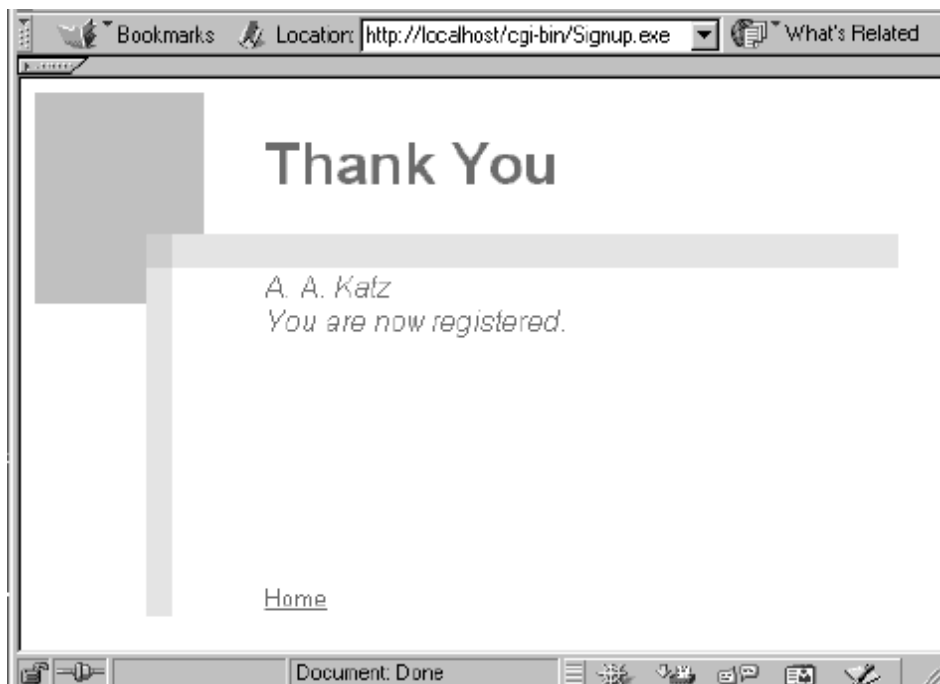 Bookmarks Location: http://localhost/cgi-bin/Signup.exe What's Related
Thank You
A. A. Katz
You are now registered.
Home
Document: Done